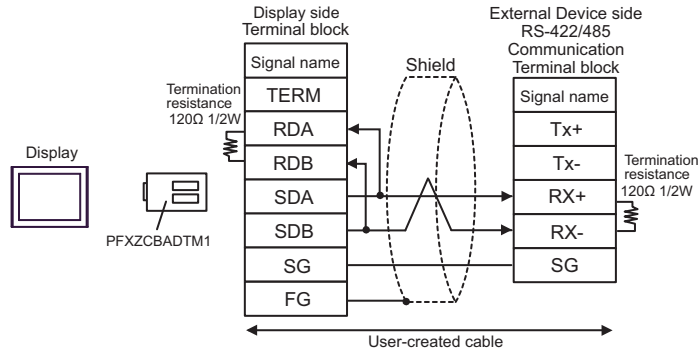 Display side
Terminal block
External Device side
RS-422/485
Communication
Terminal block
Signal name
Shield
Signal name
Termination
resistance
120Ω 1/2W
TERM
RDA
RDB
SDA
SDB
SG
FG
Tx+
Tx-
RX+
RX-
SG
Termination
resistance
120Ω 1/2W
Display
PFXZCBADTM1
User-created cable